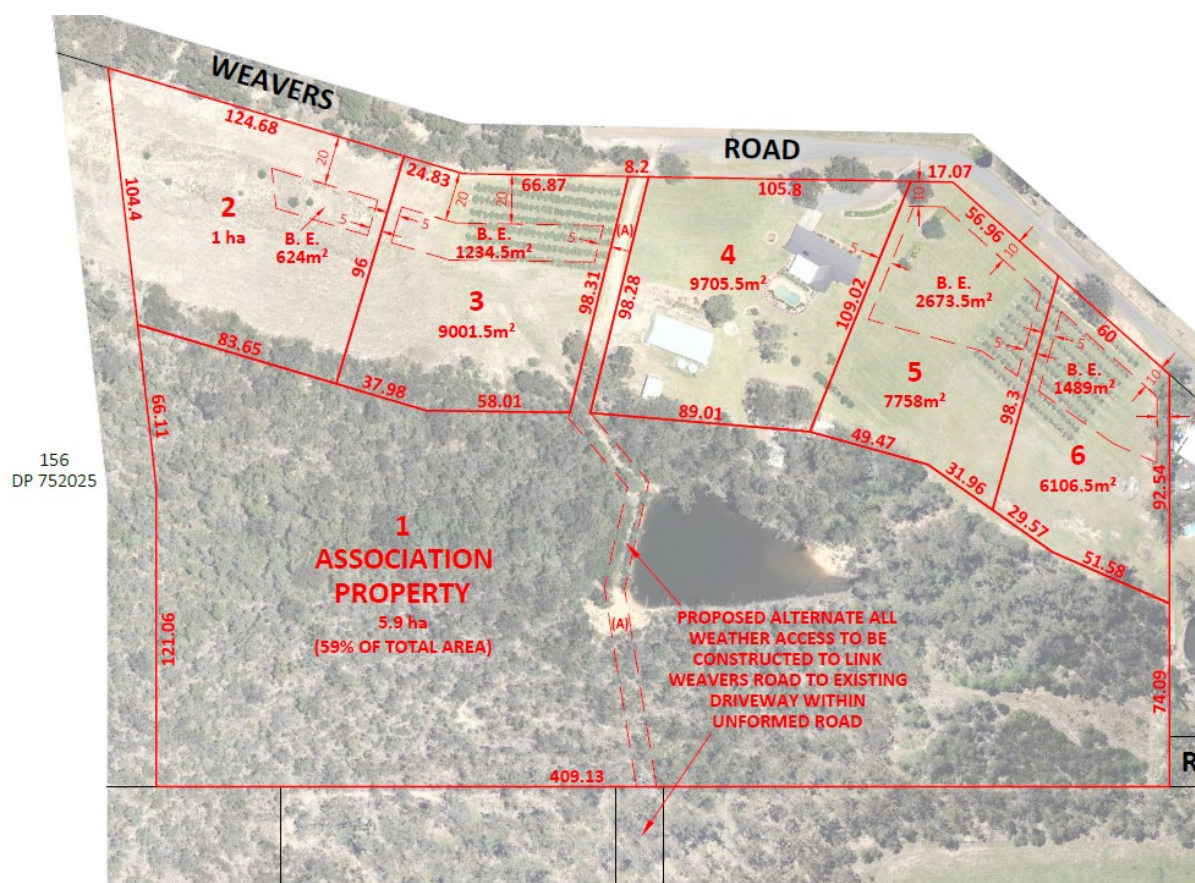 WEAVERS
ROAD
124.68
24.83
66.87
8.2
105.8
17.07
56.96
60
104.4
20
20
20
10
10
10
2
1 ha
B. E.
624m²
5
5
96
B. E.
1234.5m²
5
(A)
3
9001.5m²
98.31
98.28
4
9705.5m²
109.02
5
B. E.
2673.5m²
5
5
7758m²
98.3
5
B. E.
1489m²
6
6106.5m²
92.54
83.65
37.98
58.01
89.01
49.47
31.96
29.57
51.58
66.11
156
DP 752025
1
ASSOCIATION
PROPERTY
5.9 ha
(59% OF TOTAL AREA)
121.06
(A)
PROPOSED ALTERNATE ALL
WEATHER ACCESS TO BE
CONSTRUCTED TO LINK
WEAVERS ROAD TO EXISTING
DRIVEWAY WITHIN
UNFORMED ROAD
74.09
R
409.13